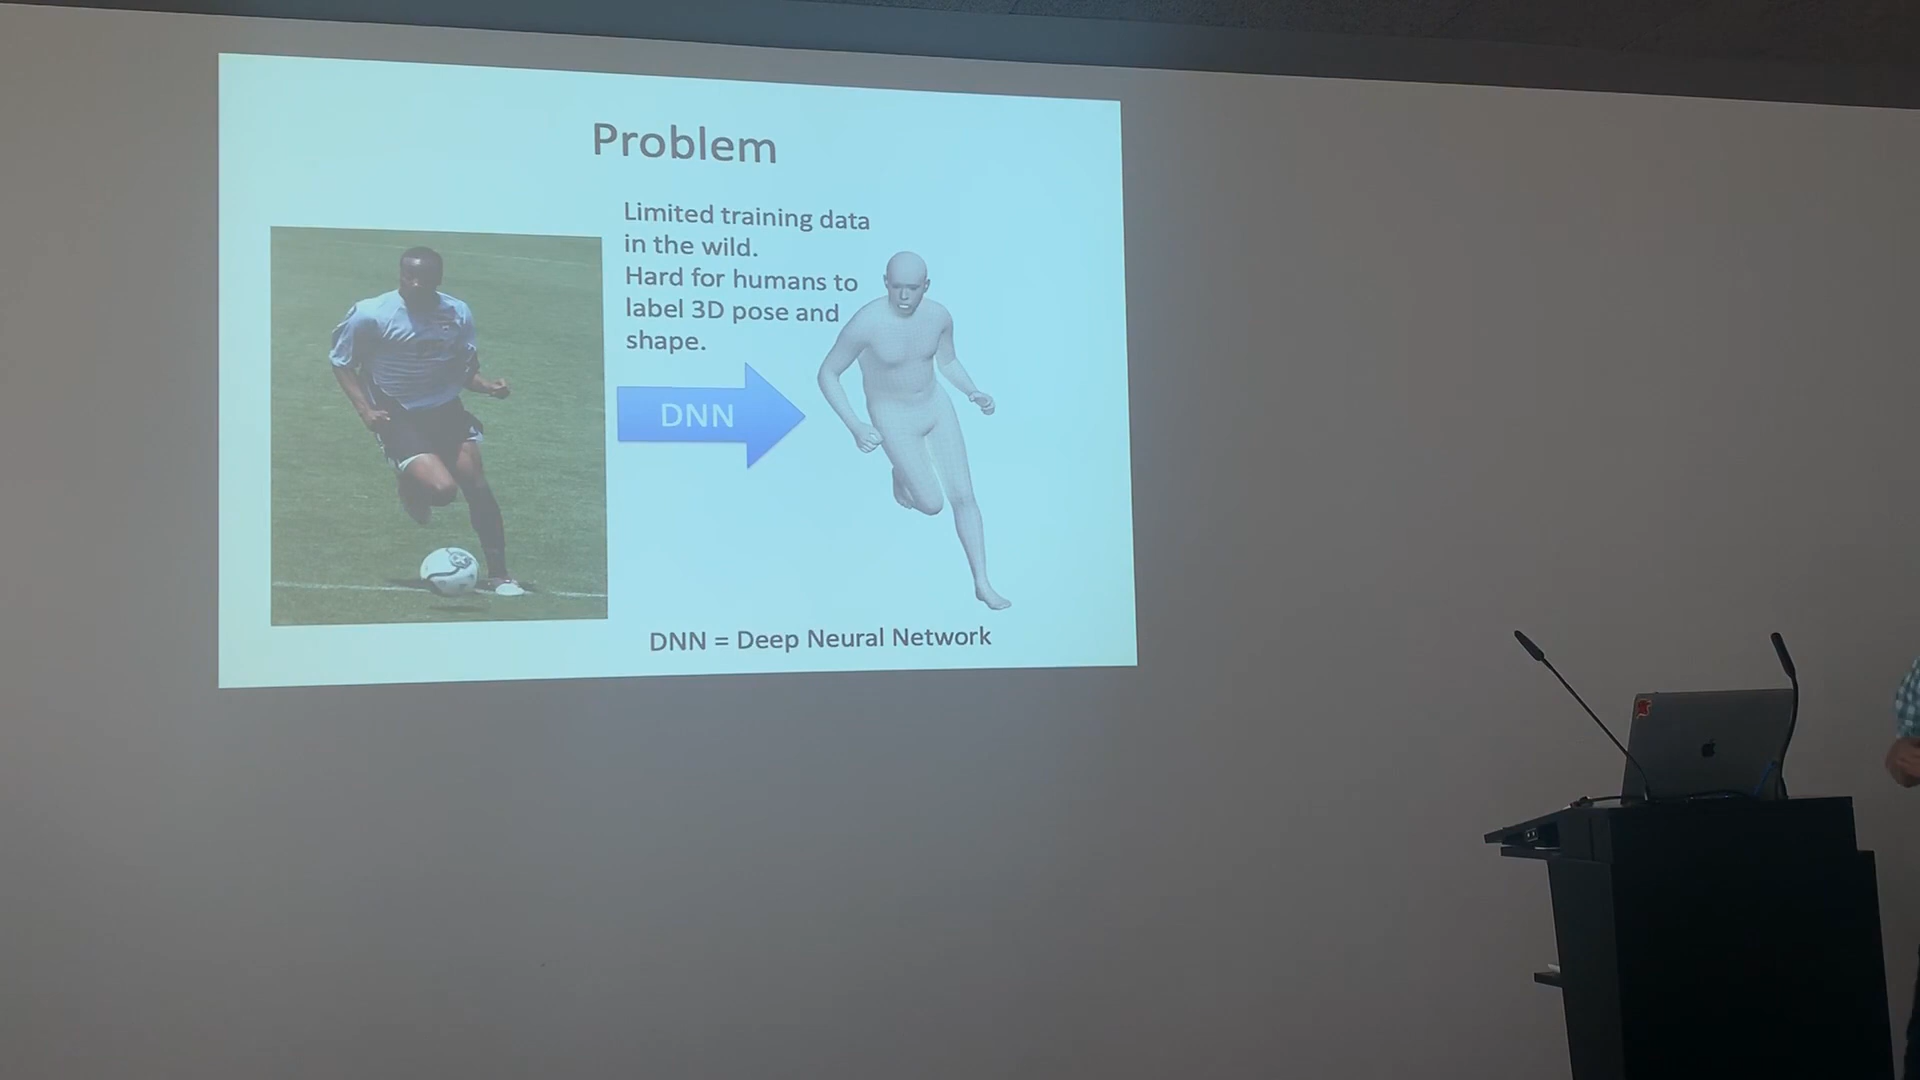 Problem
Limited training data
in the wild.
Hard for humans to
label 3D pose and
shape.
DNN
DNN = Deep Neural Network